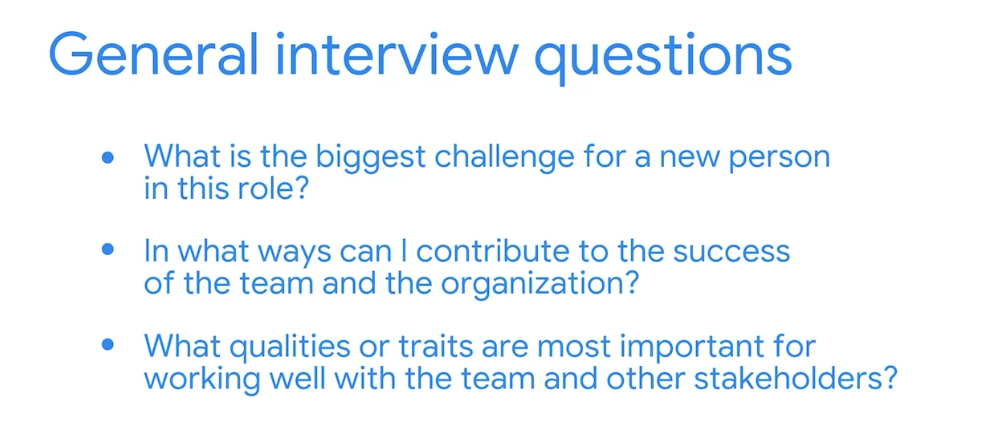 General interview questions
• What is the biggest challenge for a new person
in this role?
• In what ways can I contribute to the success
of the team and the organization?
• What qualities or traits are most important for
working well with the team and other stakeholders?